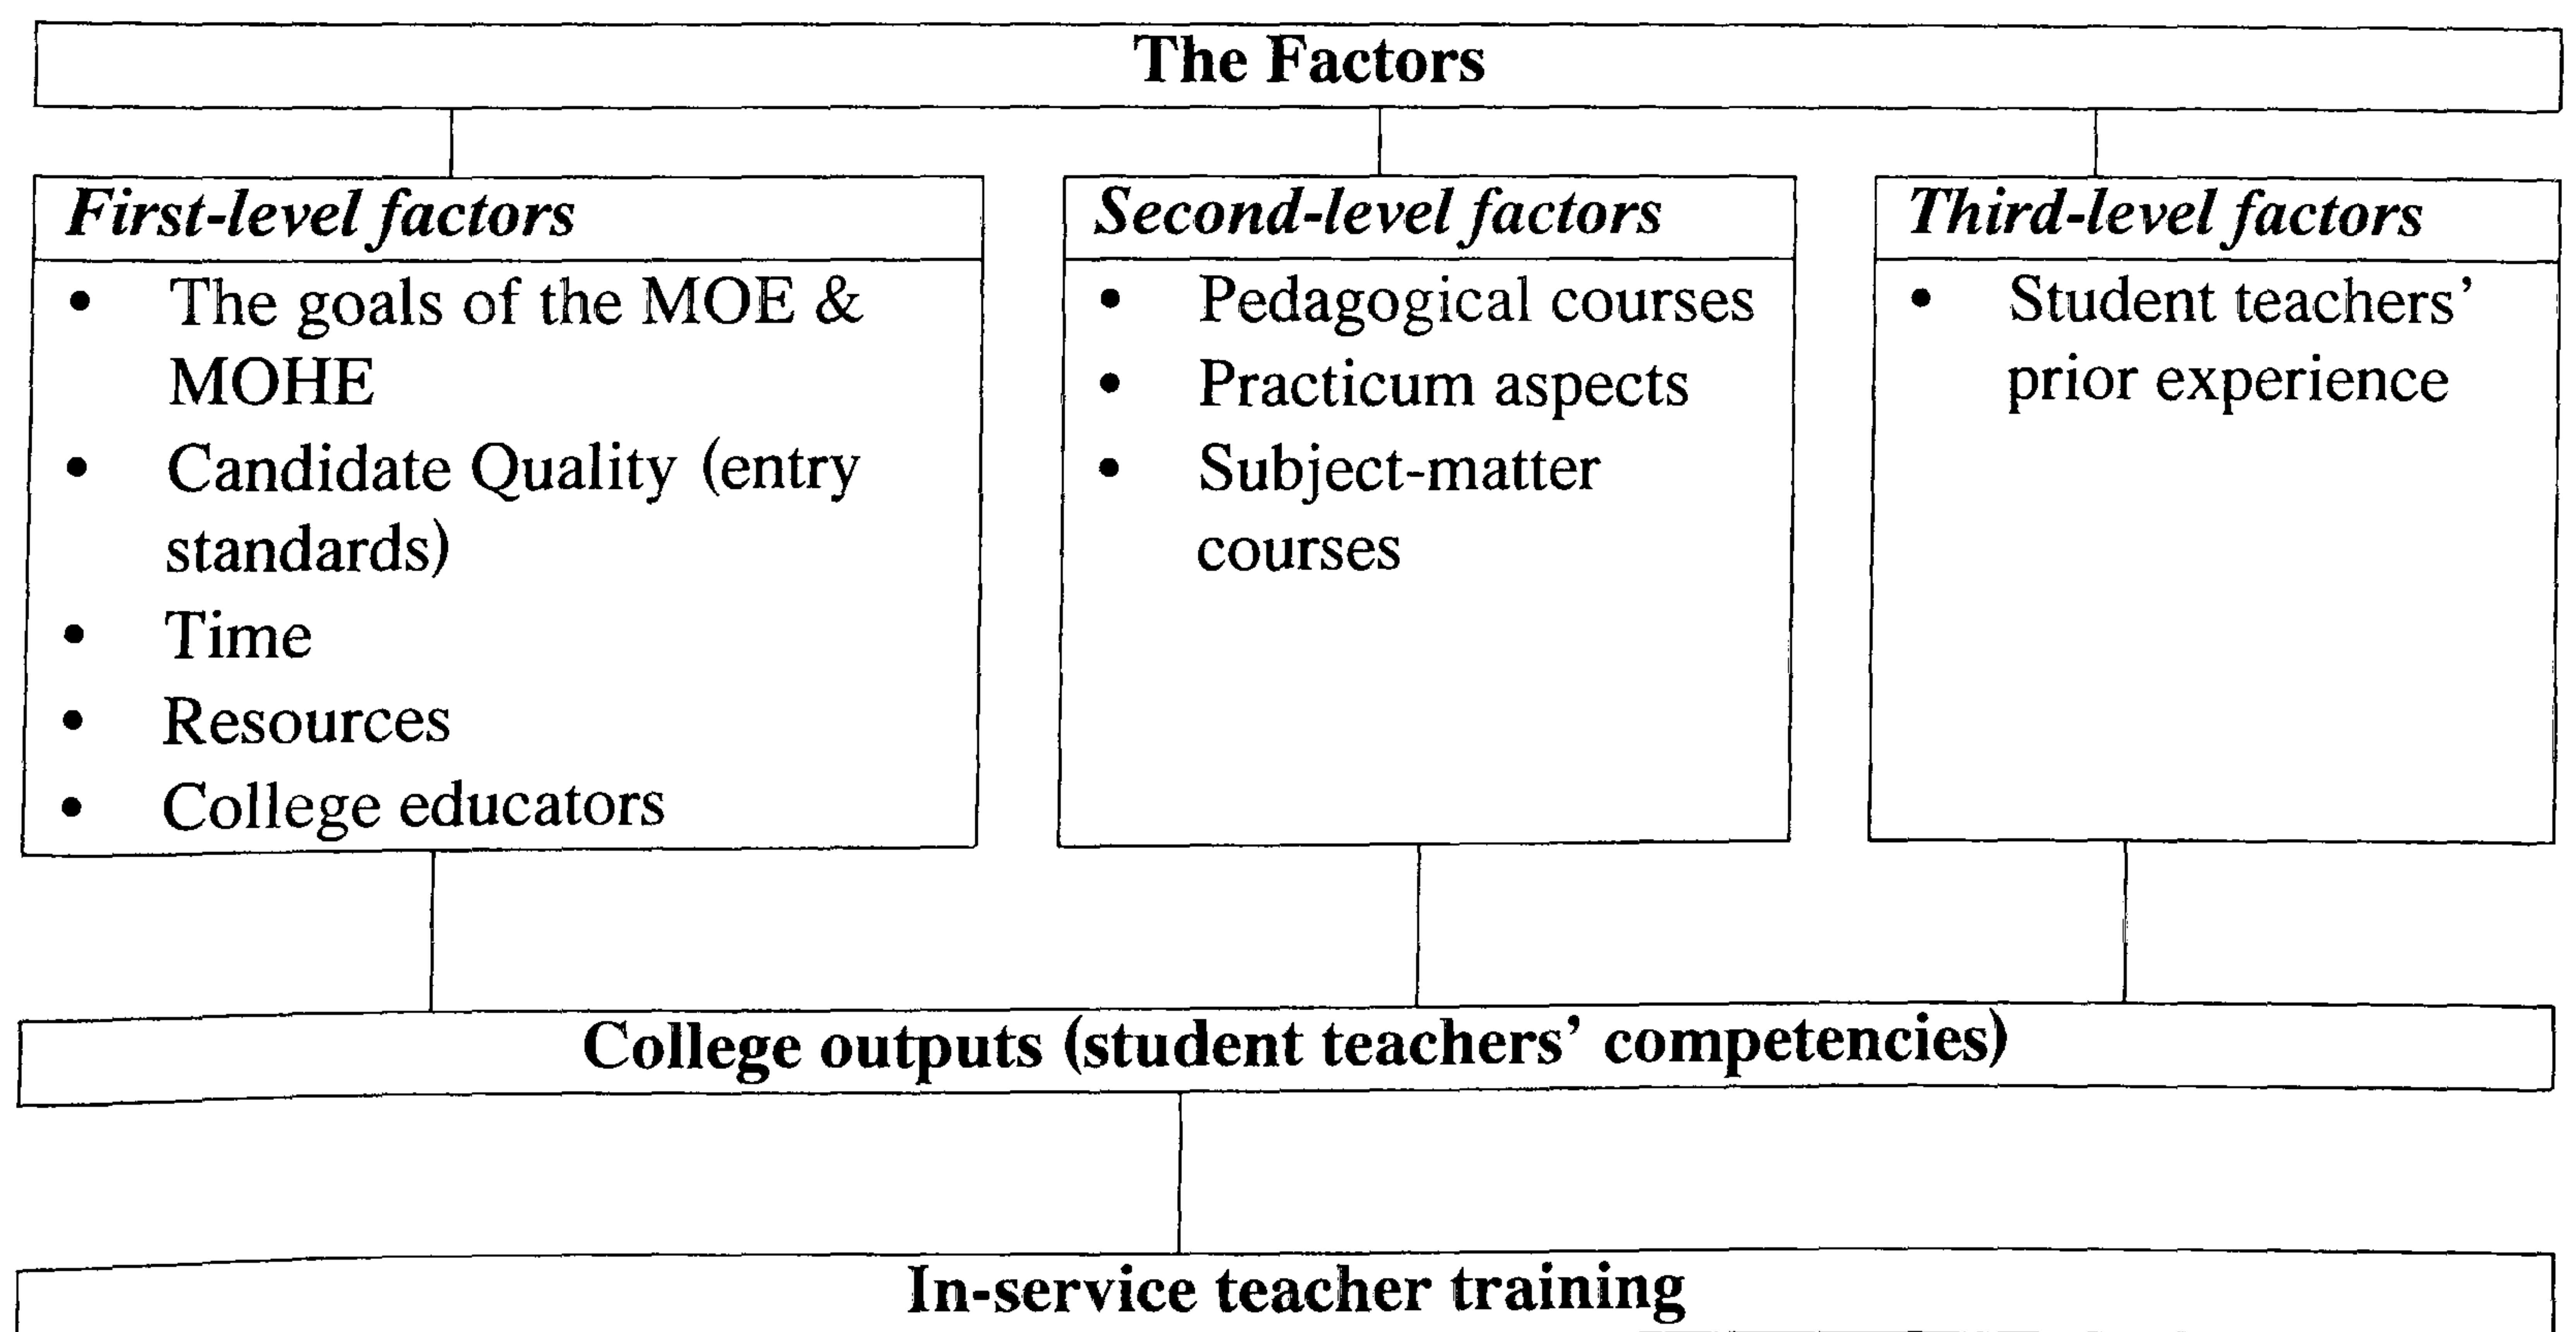 The Factors
First-level factors
• The goals of the MOE &
MOHE
• Candidate Quality (entry
standards)
• Time
• Resources
• College educators
Second-level factors
• Pedagogical courses
• Practicum aspects
• Subject-matter
courses
Third-level factors
• Student teachers’
prior experience
College outputs (student teachers’ competencies)
In-service teacher training